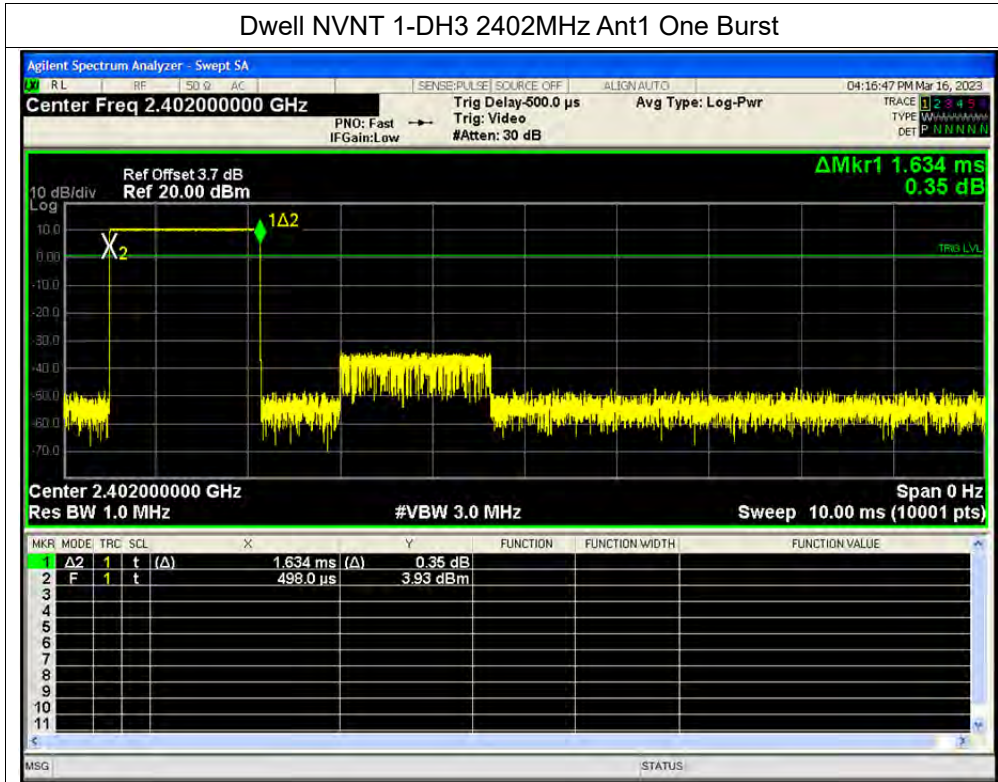 Dwell NVNT 1-DH3 2402MHz Ant1 One Burst
Agilent Spectrum Analyzer - Swept SA
RL RF 50 Ω AC SENSE:PULSE SOURCE OFF ALIGNAUTO 04:16:47 PM Mar 16, 2023
Center Freq 2.402000000 GHz Trig Delay-500.0 µs Avg Type: Log-Pwr TRACE 1 2 3 4 5 6
PNO: Fast Trig: Video TYPE W
IFGain:Low #Atten: 30 dB DET P N N N N N
ΔMkr1 1.634 ms
0.35 dB
Ref Offset 3.7 dB
10 dB/div Ref 20.00 dBm
Log
10.0
0.00
-10.0
-20.0
-30.0
-40.0
-50.0
-60.0
-70.0
1Δ2
X2
TRIG LVL
Center 2.402000000 GHz Span 0 Hz
Res BW 1.0 MHz #VBW 3.0 MHz Sweep 10.00 ms (10001 pts)
MKR MODE TRC SCL X Y FUNCTION FUNCTION WIDTH FUNCTION VALUE
1 Δ2 1 t (Δ) 1.634 ms (Δ) 0.35 dB
2 F 1 t 498.0 µs 3.93 dBm
3
4
5
6
7
8
9
10
11
MSG STATUS